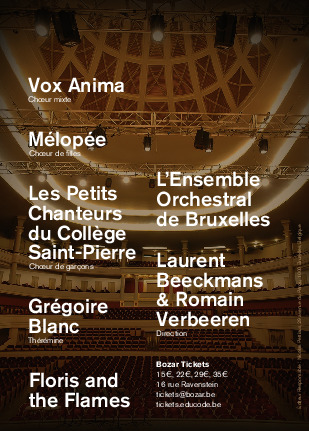 Vox Anima
Chœur mixte
Mélopée
Chœur de filles
Les Petits
Chanteurs
du Collège
Saint-Pierre
Chœur de garçons
Grégoire
Blanc
Thérémine
Floris and
the Flames
L'Ensemble
Orchestral
de Bruxelles
Laurent
Beeckmans
& Romain
Verbeeren
Direction
Bozar Tickets
15€, 22€, 29€, 35€
16 rue Ravenstein
tickets@bozar.be
tickets.educode.be